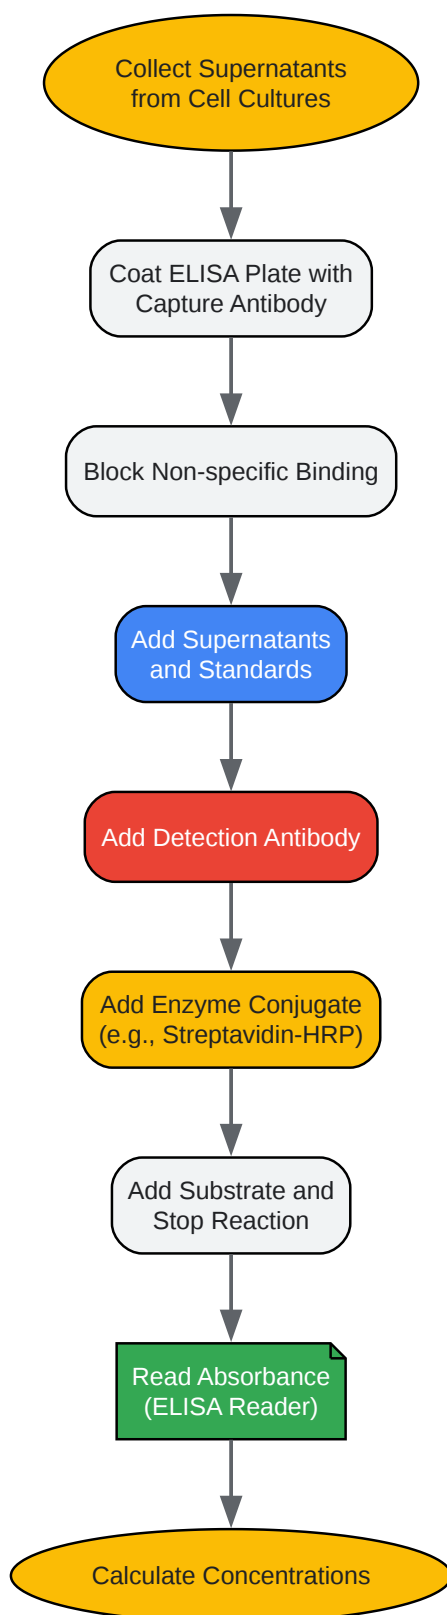 Collect Supernatants
from Cell Cultures
Coat ELISA Plate with
Capture Antibody
Block Non-specific Binding
Add Supernatants
and Standards
Add Detection Antibody
Add Enzyme Conjugate
(e.g., Streptavidin-HRP)
Add Substrate and
Stop Reaction
Read Absorbance
(ELISA Reader)
Calculate Concentrations